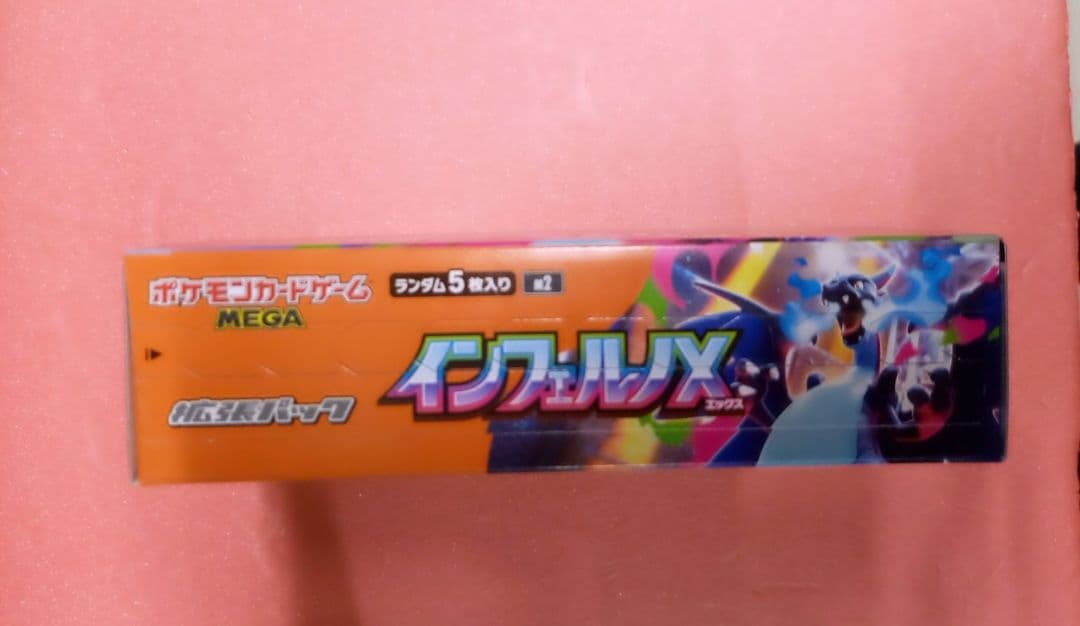 ポケモンカードゲーム
MEGA
ランダム5枚入り
M2
インフェルノX
エックス
拡張パック